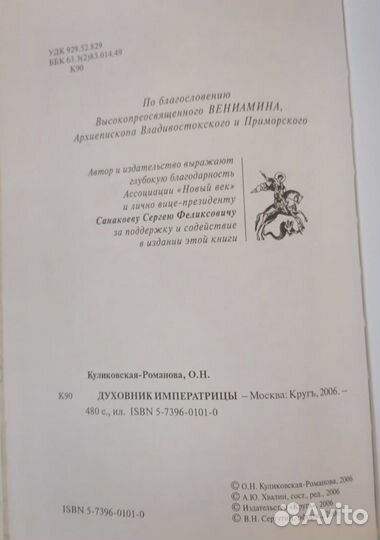 УДК 929.52.829
ББК 63.3(2)83.014,49
К90
По благословению
Высокопреосвященного ВЕНИАМИНА,
Архиепископа Владивостокского и Приморского
Автор и издательство выражают
глубокую благодарность
Ассоциации «Новый век»
и лично вице-президенту
Санакоеву Сергею Феликсовичу
за поддержку и содействие
в издании этой книги
Куликовская-Романова, О.Н.
К90 ДУХОВНИК ИМПЕРАТРИЦЫ – Москва: Кругъ, 2006. –
480 с., ил. ISBN 5-7396-0101-0
© О.Н. Куликовская-Романова, 2006
© А.Ю. Хвалин, сост., ред., 2006
© Издательство «Кругъ», 2006
ISBN 5-7396-0101-0
© В.Н.
Avito